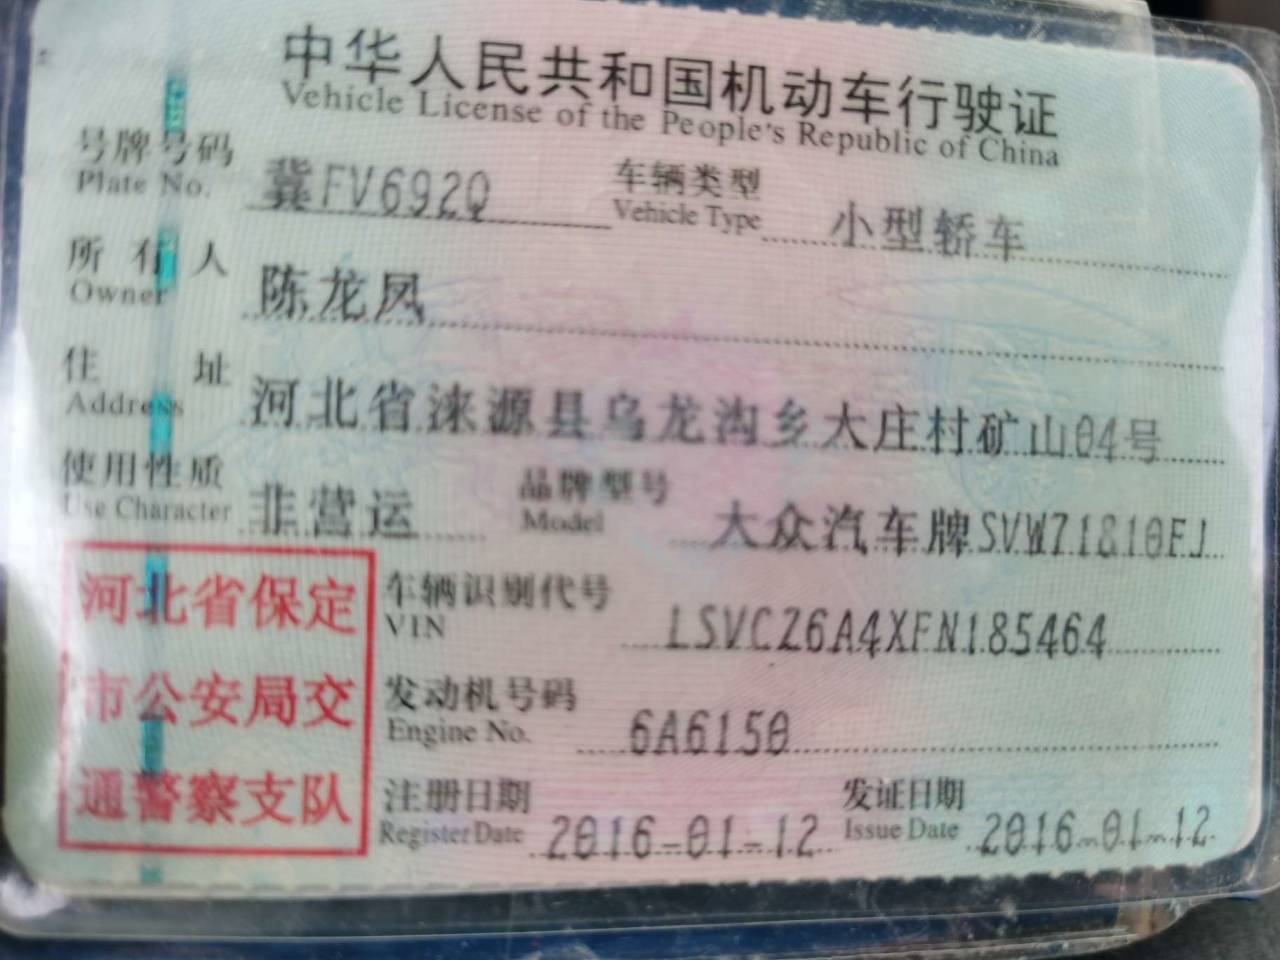 中华人民共和国机动车行驶证
Vehicle License of the People's Republic of China
号牌号码 冀FV692Q 车辆类型 小型轿车
Plate No. Vehicle Type
所有人 陈龙凤
Owner
住址 河北省涞源县乌龙沟乡大庄村矿山04号
Address
使用性质 非营运 品牌型号 大众汽车牌SVW71810FJ
Use Character Model
河北省保定
市公安局交
通警察支队
车辆识别代号 LSVCZ6A4XFN185464
VIN
发动机号码 6A6150
Engine No.
注册日期 2016-01-12 发证日期 2016-01-12
Register Date Issue Date